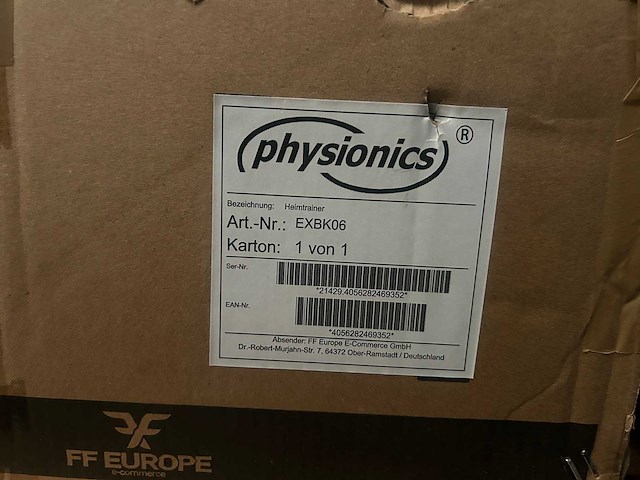 physionics®
Bezeichnung: Heimtrainer
Art.-Nr.: EXBK06
Karton: 1 von 1
Ser-Nr.
*21429.4056282469352*
EAN-Nr.
*4056282469352*
Absender: FF Europe E-Commerce GmbH
Dr.-Robert-Murjahn-Str. 7, 64372 Ober-Ramstadt / Deutschland
FF EUROPE
e-commerce